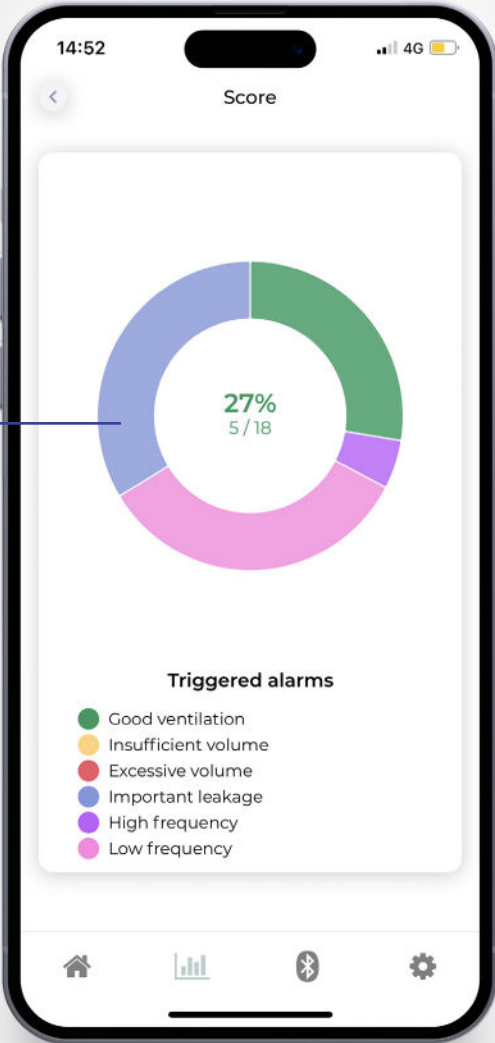 14:52
4G
Score
27%
5/18
Triggered alarms
Good ventilation
Insufficient volume
Excessive volume
Important leakage
High frequency
Low frequency